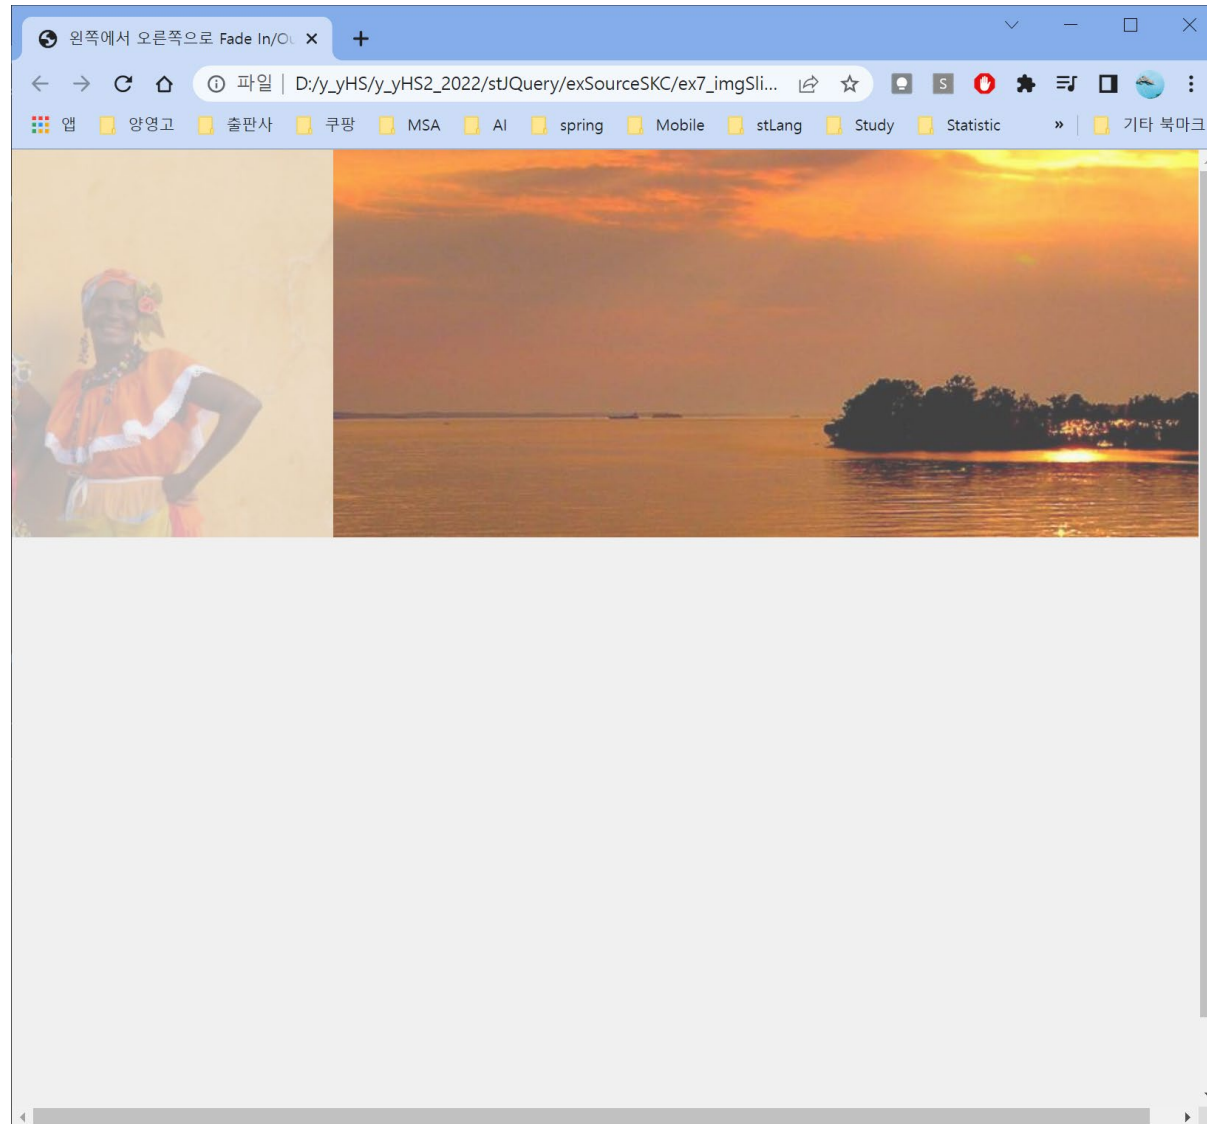 왼쪽에서 오른쪽으로 Fade In/Ou
파일 | D:/y_yHS/y_yHS2_2022/stJQuery/exSourceSKC/ex7_imgSli...
S
앱 양영고 출판사 쿠팡 MSA AI spring Mobile stLang Study Statistic » 기타 북마크